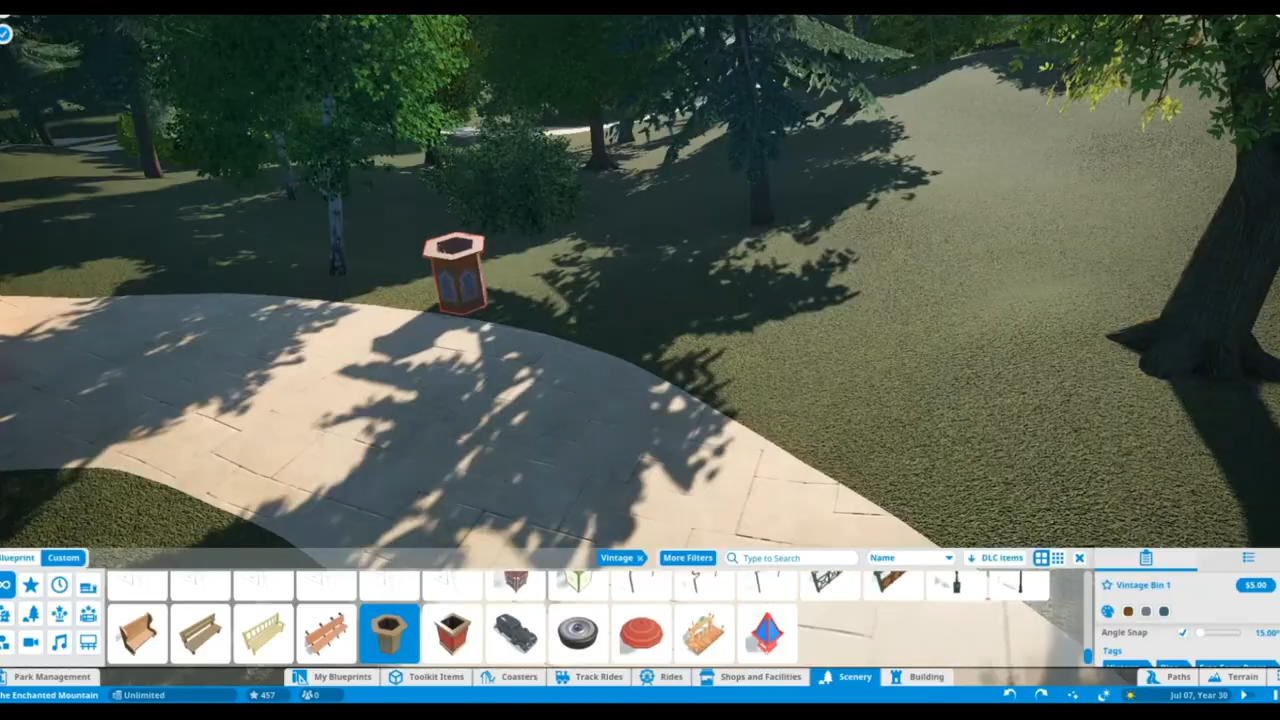 Blueprint Custom
Vintage × More Filters Type to Search Name DLC Items
Vintage Bin 1 $5.00
Angle Snap 15.00°
Tags
Park Management My Blueprints Toolkit Items Coasters Track Rides Rides Shops and Facilities Scenery Building Paths Terrain
he Enchanted Mountain Unlimited 457 0 Jul 07, Year 30